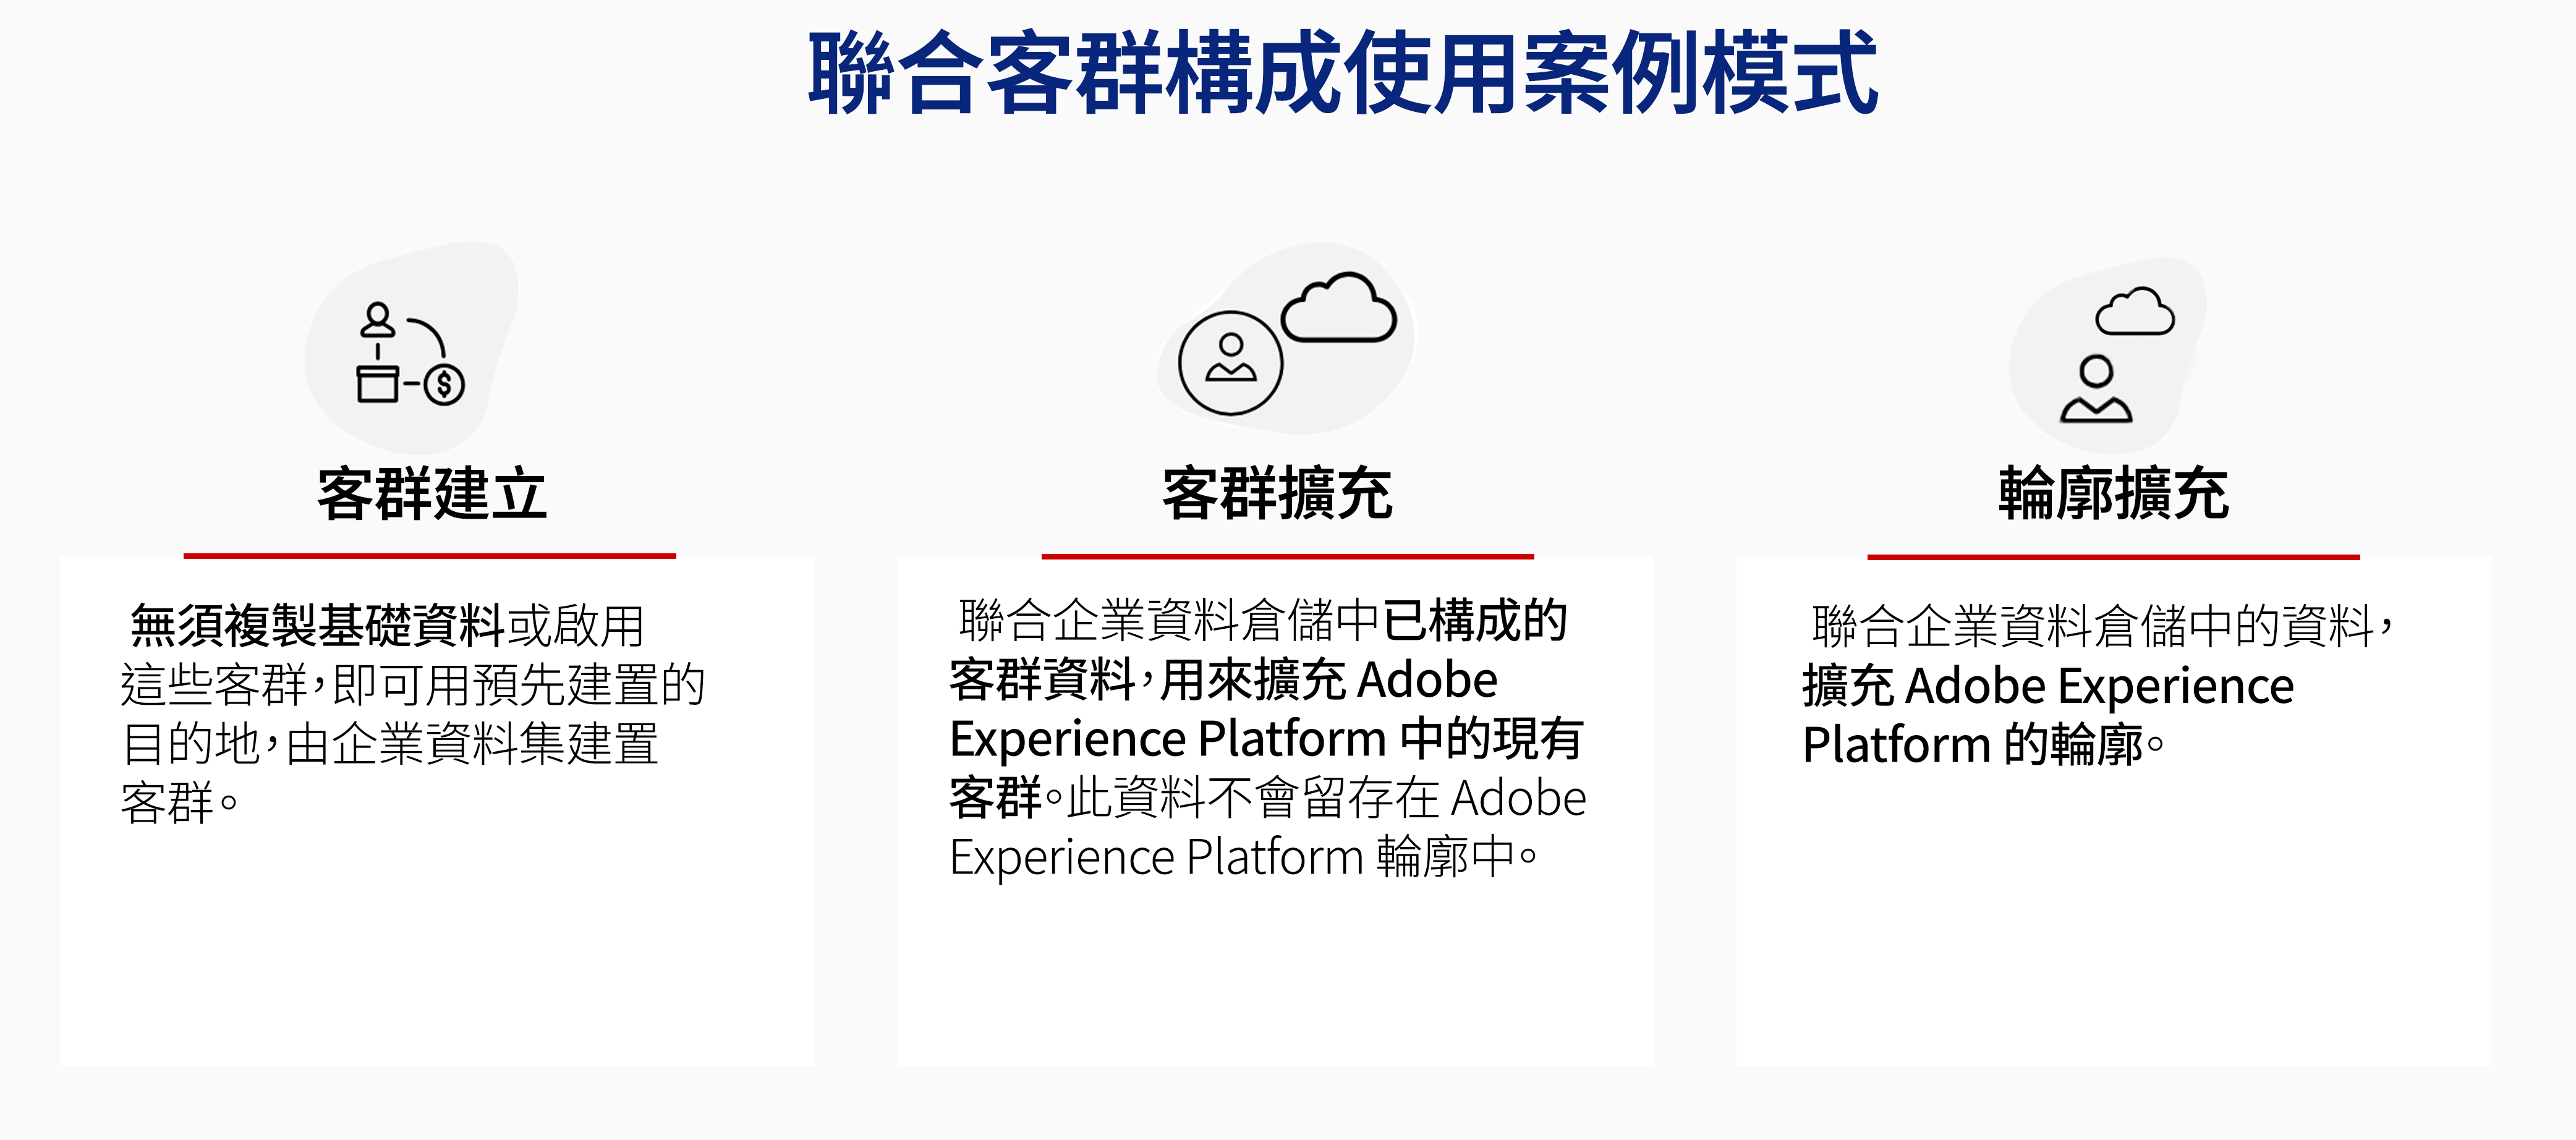 聯合客群構成使用案例模式
客群建立
無須複製基礎資料或啟用
這些客群，即可用預先建置的
目的地，由企業資料集建置
客群。
客群擴充
聯合企業資料倉儲中已構成的
客群資料，用來擴充 Adobe
Experience Platform 中的現有
客群。此資料不會留存在 Adobe
Experience Platform 輪廓中。
輪廓擴充
聯合企業資料倉儲中的資料，
擴充 Adobe Experience
Platform 的輪廓。